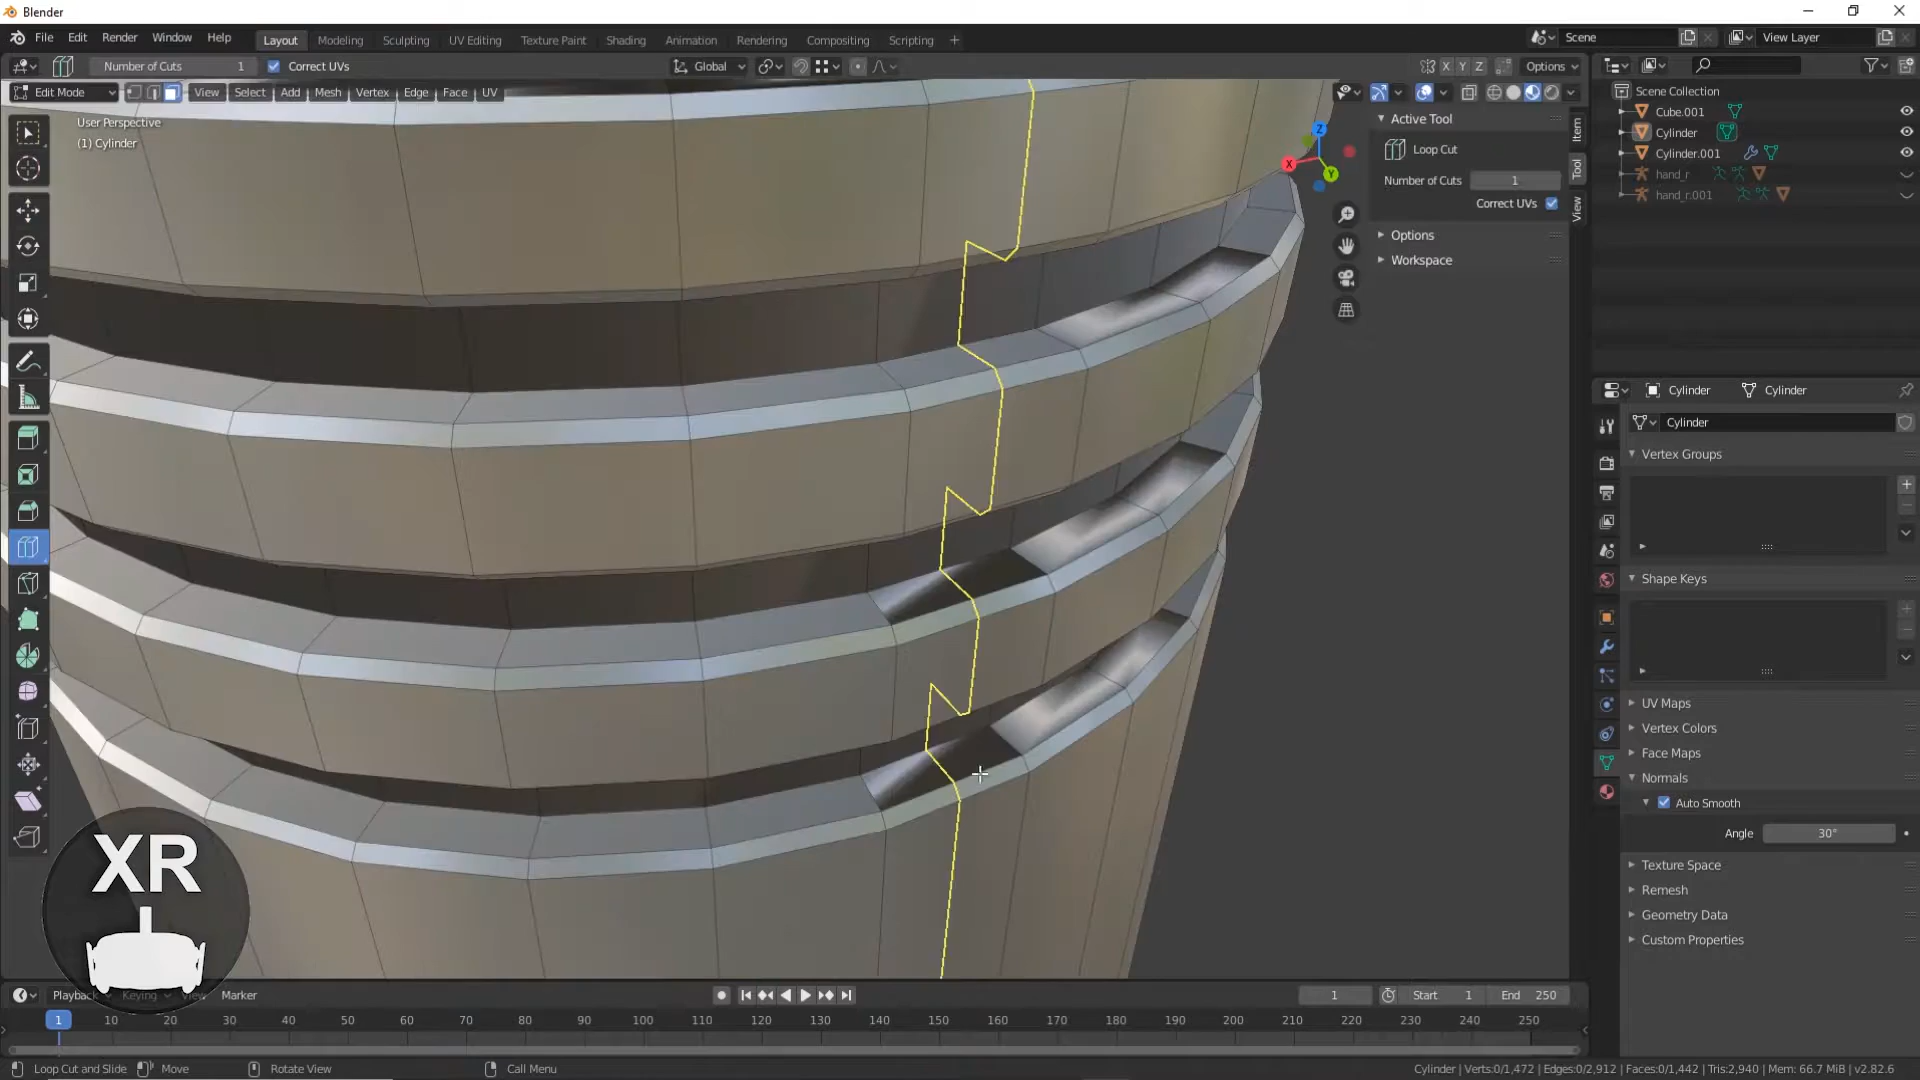 Blender
File Edit Render Window Help
Layout Modeling Sculpting UV Editing Texture Paint Shading Animation Rendering Compositing Scripting +
Scene View Layer
Number of Cuts 1 Correct UVs Global X Y Z Options
Edit Mode View Select Add Mesh Vertex Edge Face UV
User Perspective
(1) Cylinder
Z
X
Y
Active Tool
Loop Cut
Number of Cuts 1
Correct UVs
Options
Workspace
Item
Tool
View
Scene Collection
Cube.001
Cylinder
Cylinder.001
hand_r
hand_r.001
Cylinder Cylinder
Cylinder
Vertex Groups
Shape Keys
UV Maps
Vertex Colors
Face Maps
Normals
Auto Smooth
Angle 30°
Texture Space
Remesh
Geometry Data
Custom Properties
XR
Playback Keying View Marker 1 Start 1 End 250
1 10 20 30 40 50 60 70 80 90 100 110 120 130 140 150 160 170 180 190 200 210 220 230 240 250
Loop Cut and Slide Move Rotate View Call Menu
Cylinder | Verts:0/1,472 | Edges:0/2,912 | Faces:0/1,442 | Tris:2,940 | Mem: 66.7 MiB | v2.82.6